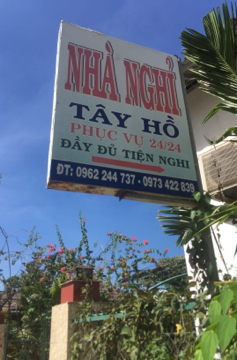 NHÀ NGHỈ
TÂY HỒ
PHỤC VỤ 24/24
ĐẦY ĐỦ TIỆN NGHI
ĐT: 0962 244 737 - 0973 422 839